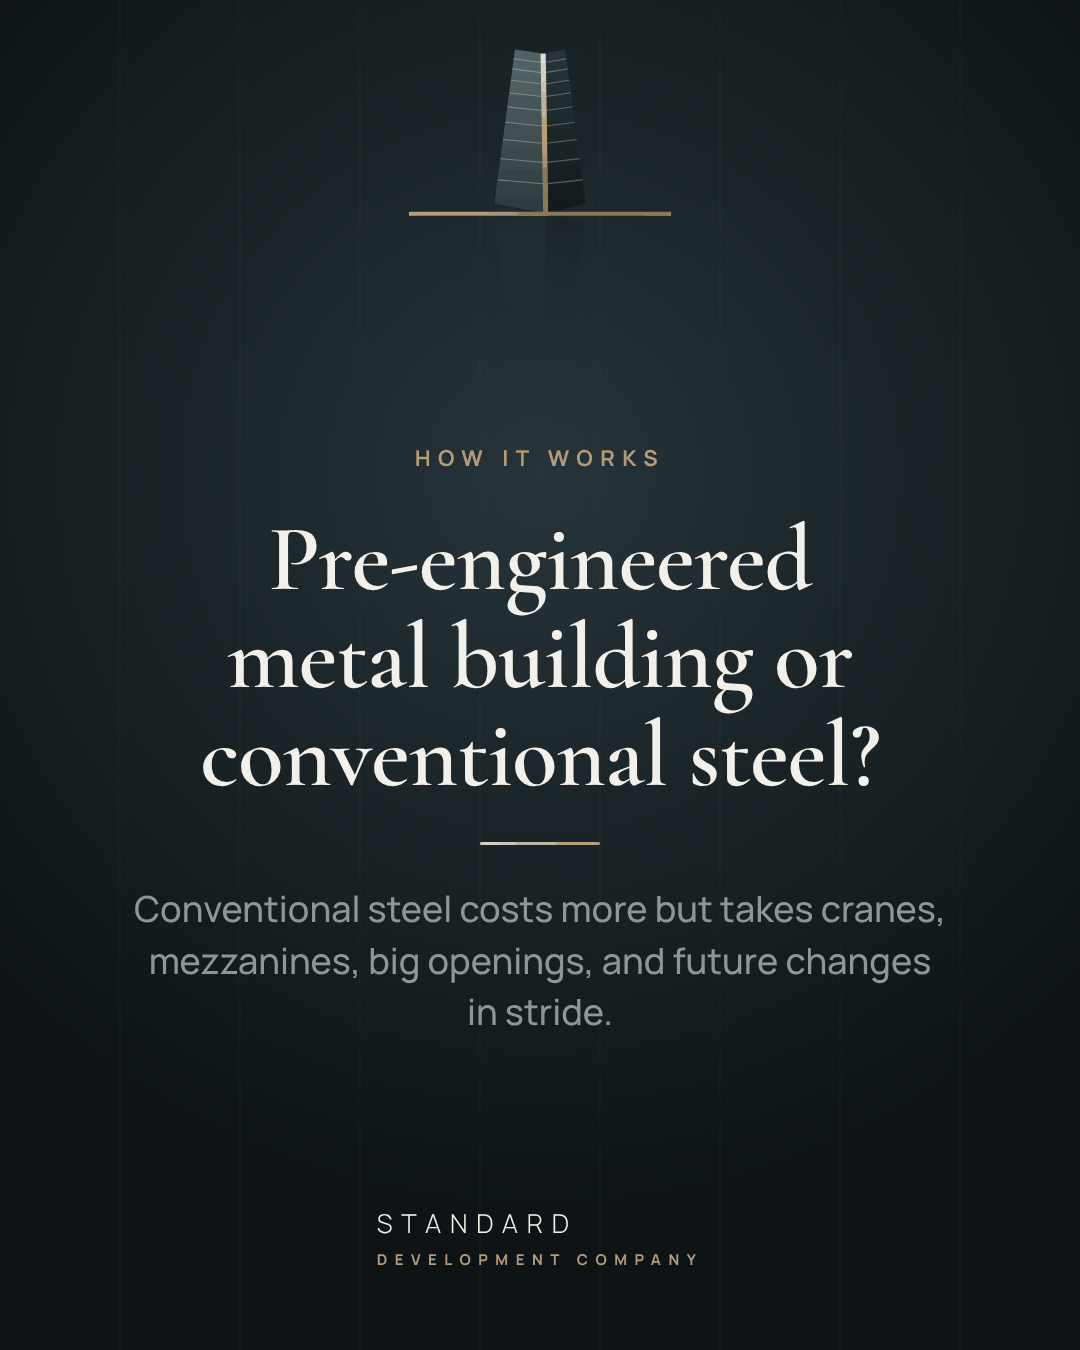 HOW IT WORKS
Pre-engineered
metal building or
conventional steel?
Conventional steel costs more but takes cranes,
mezzanines, big openings, and future changes
in stride.
STANDARD
DEVELOPMENT COMPANY